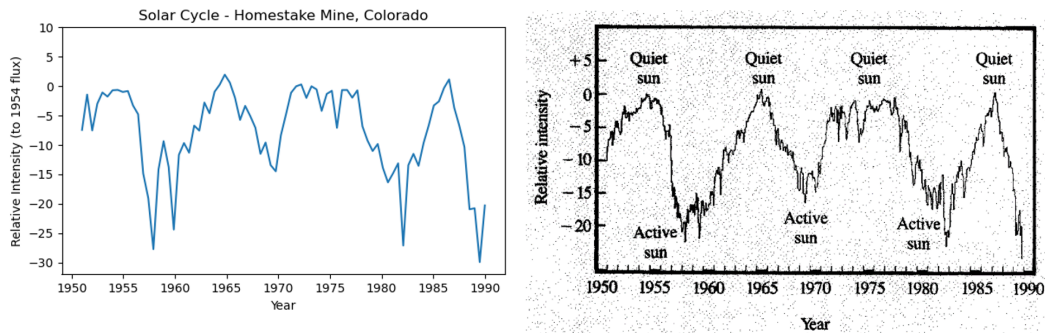 Solar Cycle - Homestake Mine, Colorado
10
5
0
−5
−10
−15
−20
−25
−30
Relative Intensity (to 1954 flux)
1950 1955 1960 1965 1970 1975 1980 1985 1990
Year
+5
0
−5
−10
−15
−20
Relative intensity
Quiet
sun
Quiet
sun
Quiet
sun
Quiet
sun
Active
sun
Active
sun
Active
sun
1950 1955 1960 1965 1970 1975 1980 1985 1990
Year